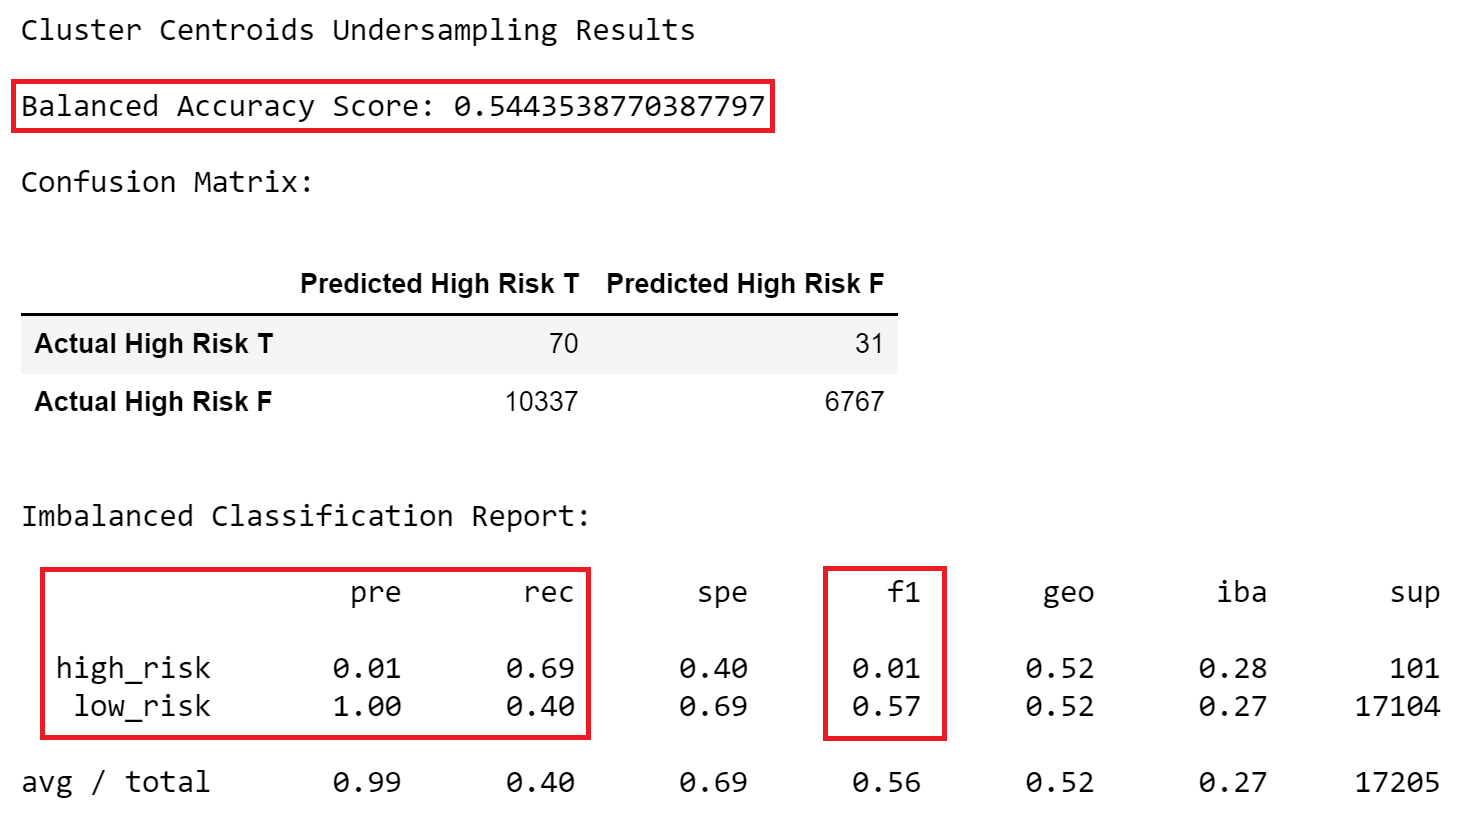 Cluster Centroids Undersampling Results
Balanced Accuracy Score: 0.5443538770387797
Confusion Matrix:
Predicted High Risk T Predicted High Risk F
Actual High Risk T 70 31
Actual High Risk F 10337 6767
Imbalanced Classification Report:
pre rec spe f1 geo iba sup
high_risk 0.01 0.69 0.40 0.01 0.52 0.28 101
low_risk 1.00 0.40 0.69 0.57 0.52 0.27 17104
avg / total 0.99 0.40 0.69 0.56 0.52 0.27 17205